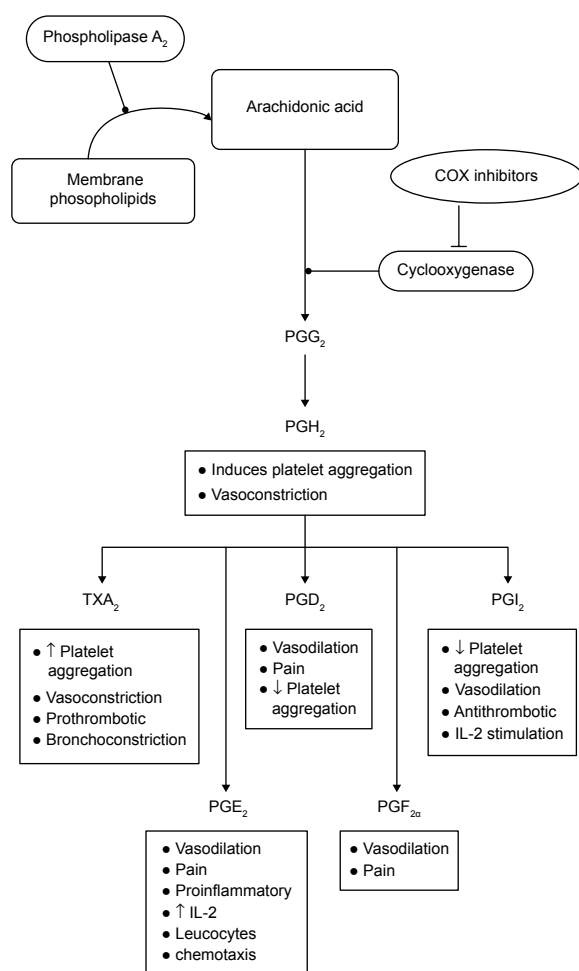 Phospholipase A₂
Arachidonic acid
Membrane
phosopholipids
COX inhibitors
Cyclooxygenase
PGG₂
PGH₂
● Induces platelet aggregation
● Vasoconstriction
TXA₂
● ↑ Platelet
aggregation
● Vasoconstriction
● Prothrombotic
● Bronchoconstriction
PGD₂
● Vasodilation
● Pain
● ↓ Platelet
aggregation
PGI₂
● ↓ Platelet
aggregation
● Vasodilation
● Antithrombotic
● IL-2 stimulation
PGE₂
● Vasodilation
● Pain
● Proinflammatory
● ↑ IL-2
● Leucocytes
● chemotaxis
PGF₂α
● Vasodilation
● Pain